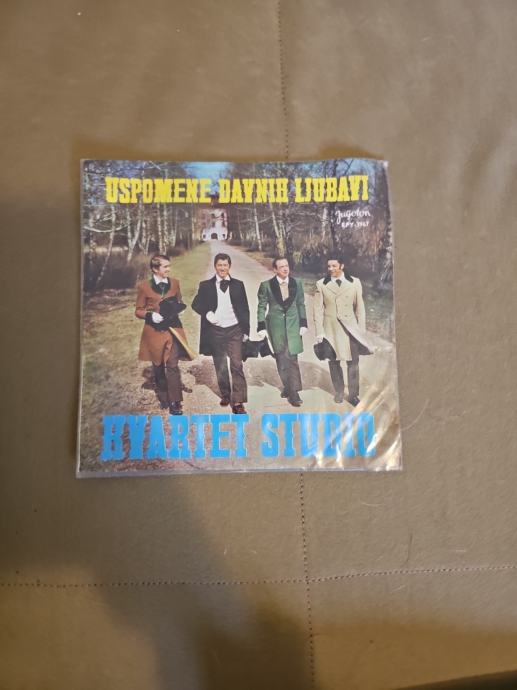 USPOMENE DAVNIH LJUBAVI
Jugoton
KVARTET STUDIO